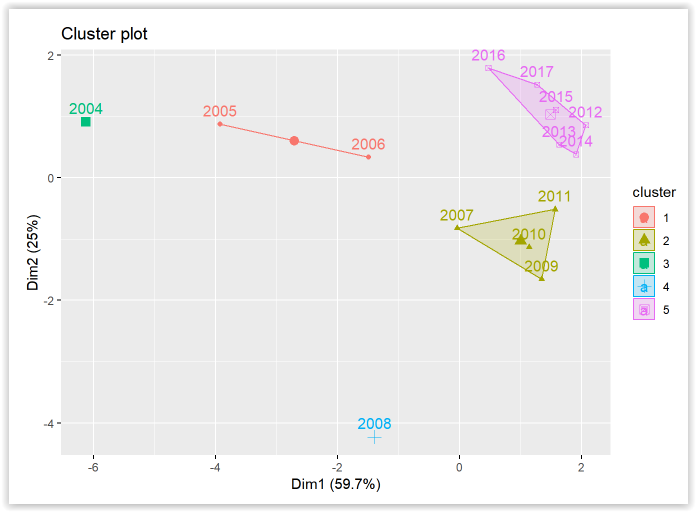 Cluster plot
2016
2017
2004
2005
2015
2012
2013
2014
2006
2011
2007
2010
2009
2008
2
0
-2
-4
Dim2 (25%)
-6
-4
-2
0
2
Dim1 (59.7%)
cluster
a 1
a 2
a 3
a 4
a 5